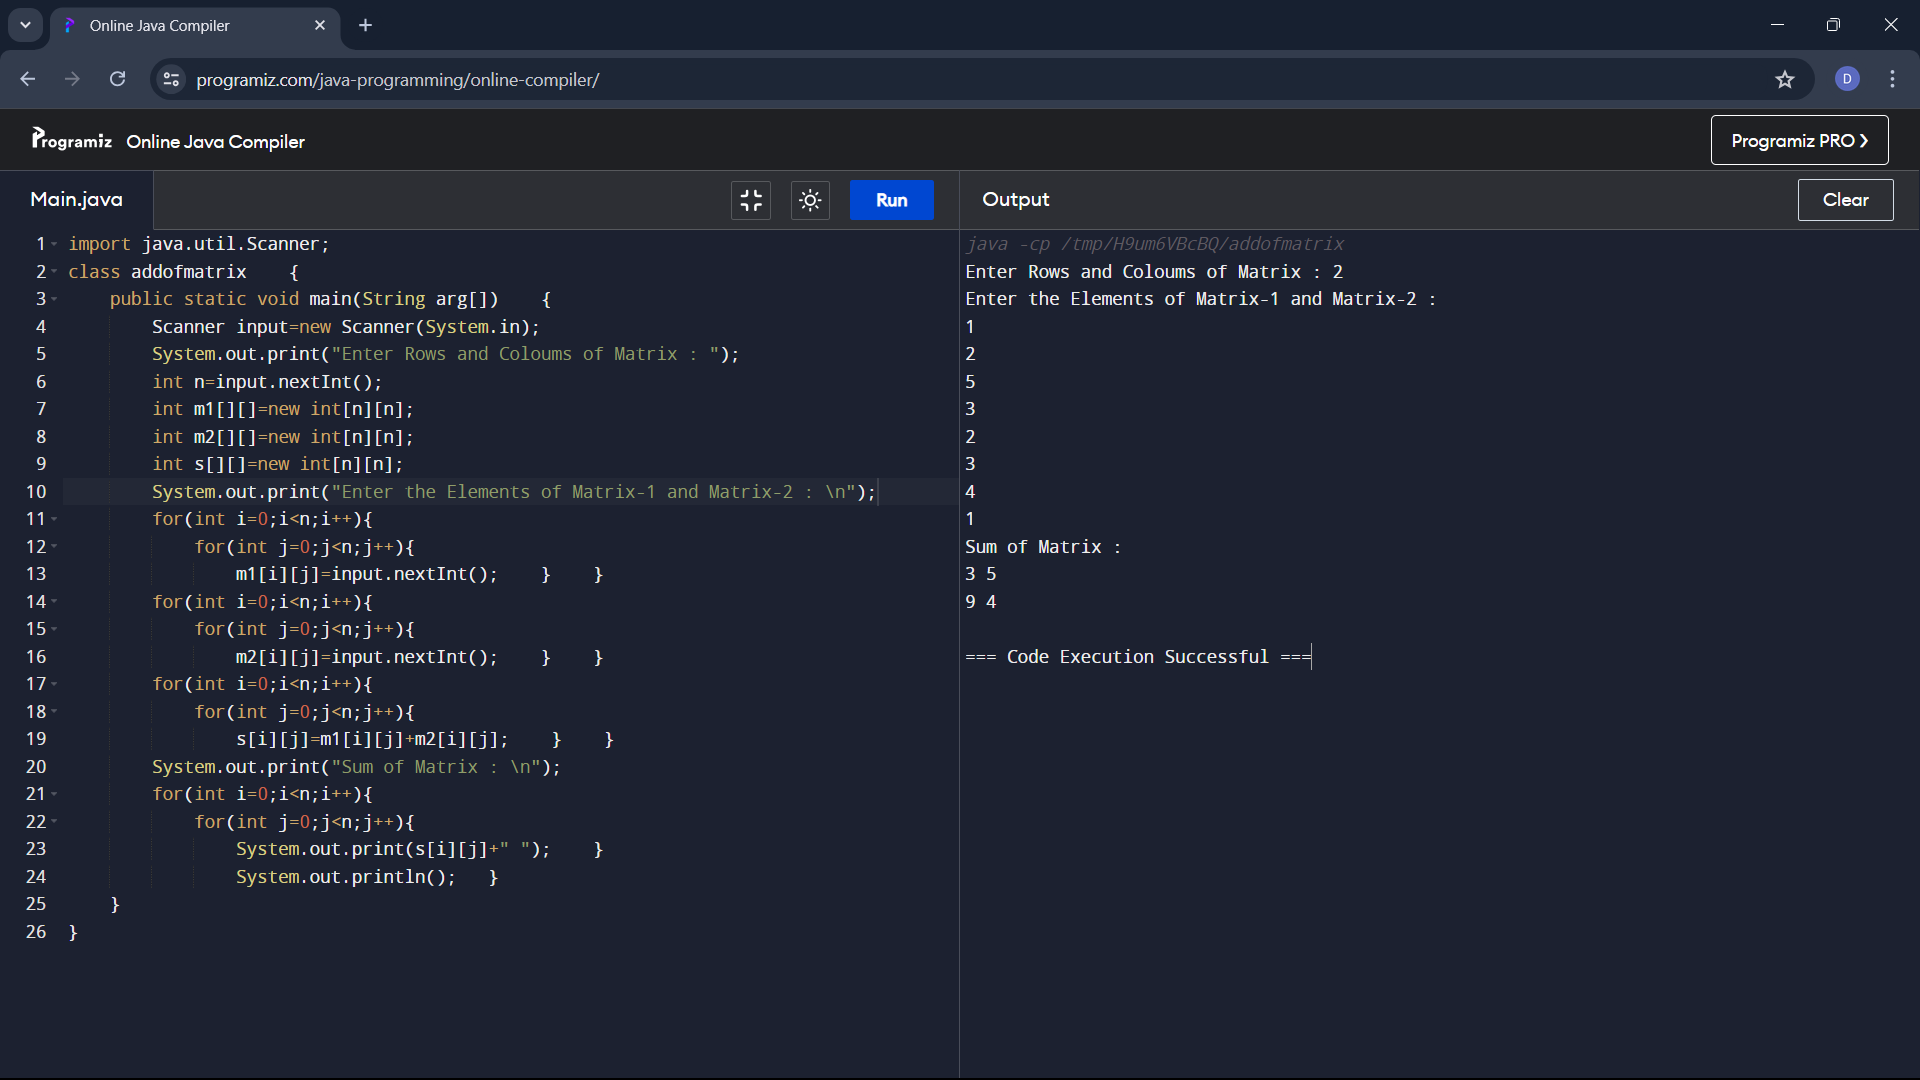 Online Java Compiler
programiz.com/java-programming/online-compiler/
D
Programiz Online Java Compiler
Programiz PRO
Main.java
Run
Output
Clear
1 import java.util.Scanner;
2 class addofmatrix    {
3     public static void main(String arg[])    {
4         Scanner input=new Scanner(System.in);
5         System.out.print("Enter Rows and Coloums of Matrix : ");
6         int n=input.nextInt();
7         int m1[][]=new int[n][n];
8         int m2[][]=new int[n][n];
9         int s[][]=new int[n][n];
10         System.out.print("Enter the Elements of Matrix-1 and Matrix-2 : \n");
11         for(int i=0;i<n;i++){
12             for(int j=0;j<n;j++){
13                 m1[i][j]=input.nextInt();    }    }
14         for(int i=0;i<n;i++){
15             for(int j=0;j<n;j++){
16                 m2[i][j]=input.nextInt();    }    }
17         for(int i=0;i<n;i++){
18             for(int j=0;j<n;j++){
19                 s[i][j]=m1[i][j]+m2[i][j];    }    }
20         System.out.print("Sum of Matrix : \n");
21         for(int i=0;i<n;i++){
22             for(int j=0;j<n;j++){
23                 System.out.print(s[i][j]+" ");    }
24                 System.out.println();   }
25     }
26 }
java -cp /tmp/H9um6VBcBQ/addofmatrix
Enter Rows and Coloums of Matrix : 2
Enter the Elements of Matrix-1 and Matrix-2 :
1
2
5
3
2
3
4
1
Sum of Matrix :
3 5
9 4
=== Code Execution Successful ===